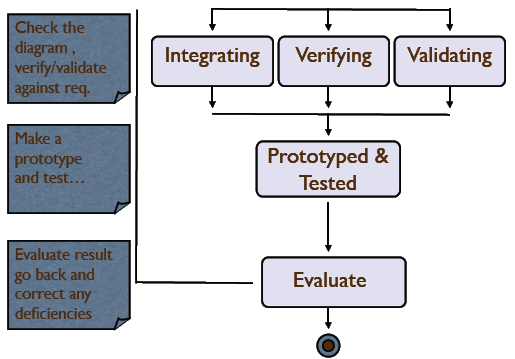 Check the
diagram ,
verify/validate
against req.
Integrating
Verifying
Validating
Make a
prototype
and test...
Prototyped &
Tested
Evaluate result
go back and
correct any
deficiencies
Evaluate